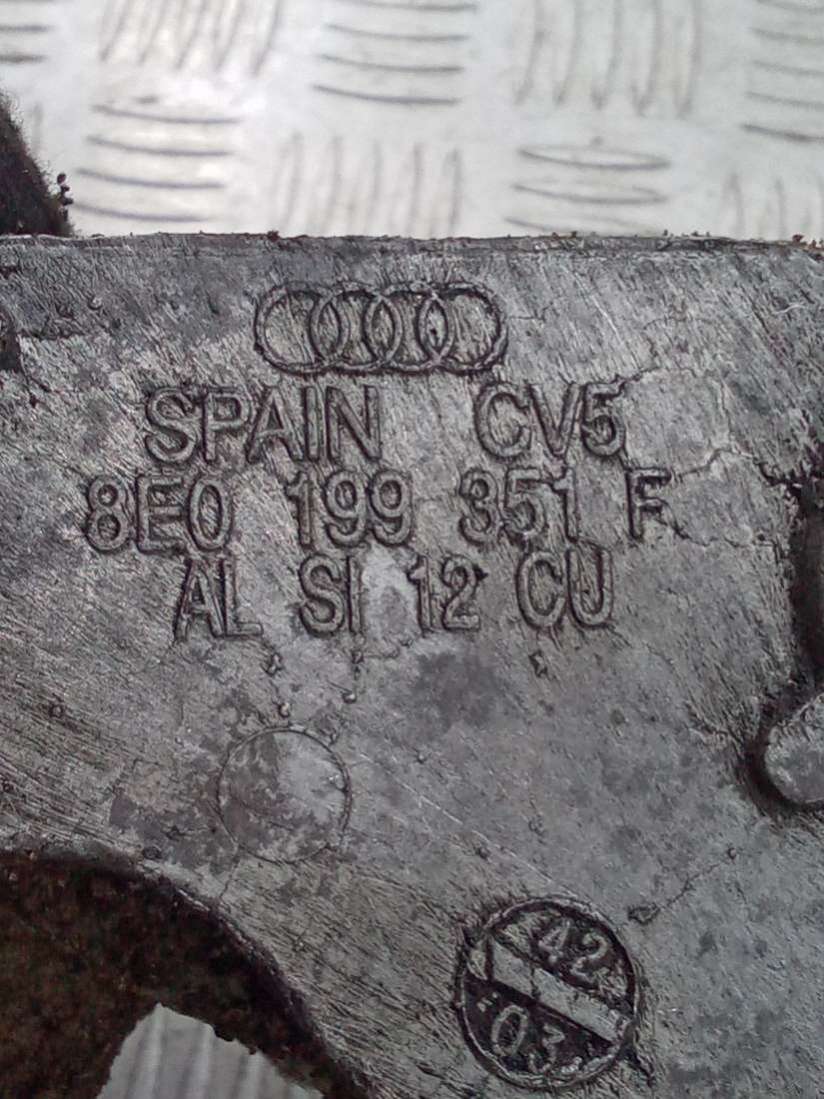 SPAIN CV5
8E0 199 351 F
AL SI 12 CU
42
03